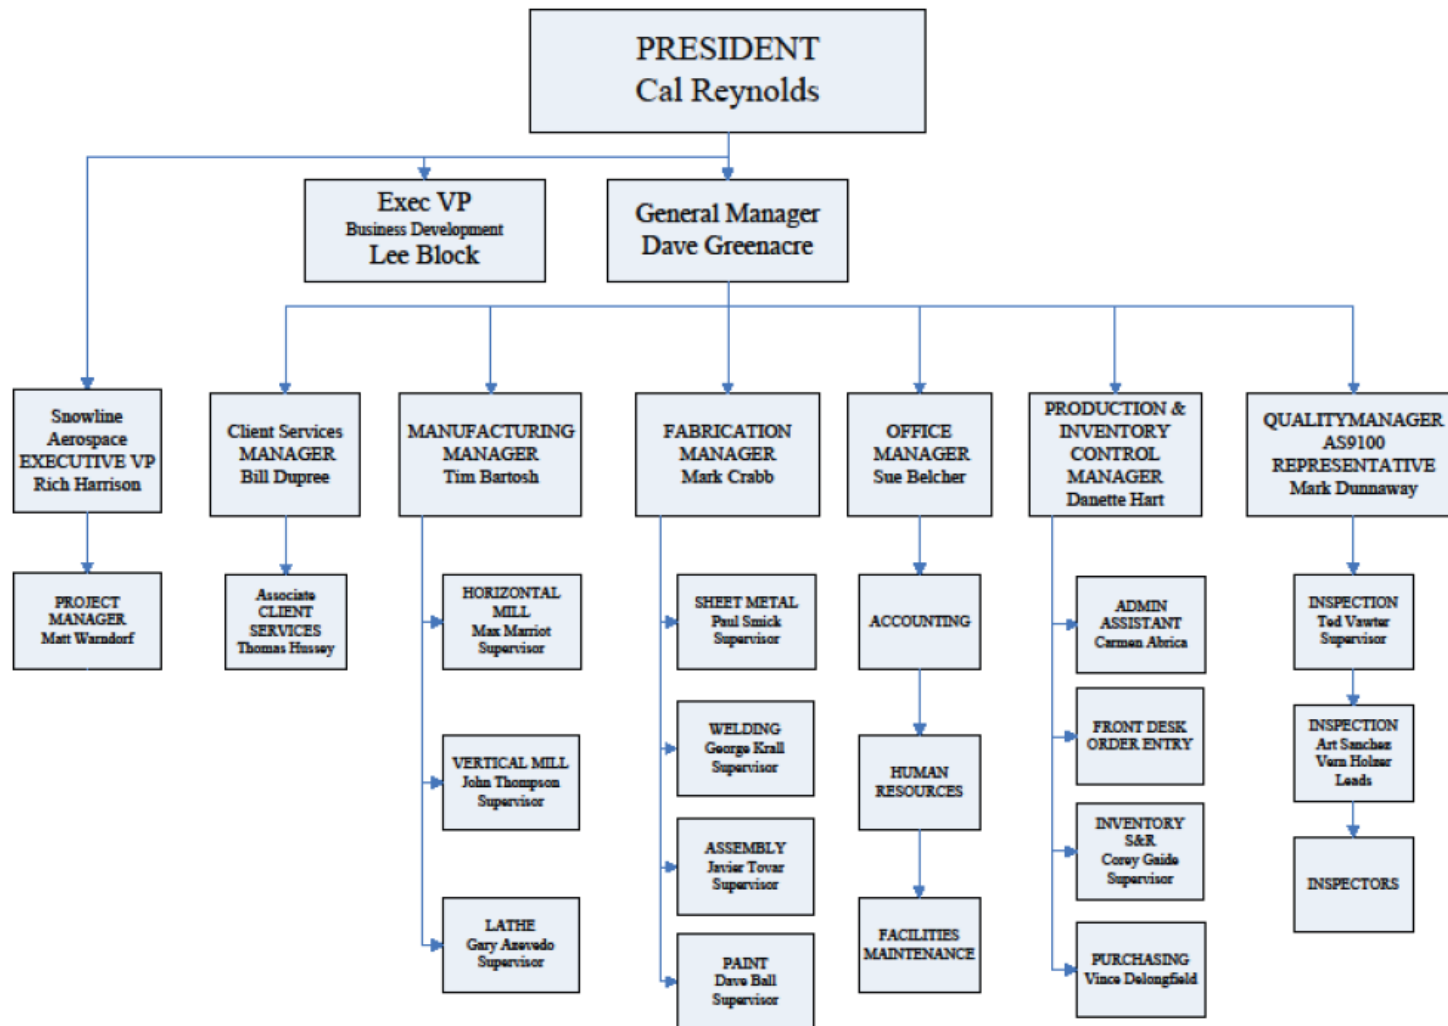 PRESIDENT
Cal Reynolds
Exec VP
Business Development
Lee Block
General Manager
Dave Greenacre
Snowline
Aerospace
EXECUTIVE VP
Rich Harrison
Client Services
MANAGER
Bill Dupree
MANUFACTURING
MANAGER
Tim Bartosh
FABRICATION
MANAGER
Mark Crabb
OFFICE
MANAGER
Sue Belcher
PRODUCTION &
INVENTORY
CONTROL
MANAGER
Danette Hart
QUALITYMANAGER
AS9100
REPRESENTATIVE
Mark Dunnaway
PROJECT
MANAGER
Matt Warndorf
Associate
CLIENT
SERVICES
Thomas Hussey
HORIZONTAL
MILL
Max Marriot
Supervisor
SHEET METAL
Paul Smick
Supervisor
ACCOUNTING
ADMIN
ASSISTANT
Carmen Abrica
INSPECTION
Ted Vawter
Supervisor
VERTICAL MILL
John Thompson
Supervisor
WELDING
George Krall
Supervisor
HUMAN
RESOURCES
FRONT DESK
ORDER ENTRY
INSPECTION
Art Sanchez
Vern Holzer
Leads
ASSEMBLY
Javier Tovar
Supervisor
INVENTORY
S&R
Corey Gaide
Supervisor
INSPECTORS
LATHE
Gary Azevedo
Supervisor
PAINT
Dave Ball
Supervisor
FACILITIES
MAINTENANCE
PURCHASING
Vince Delongfield